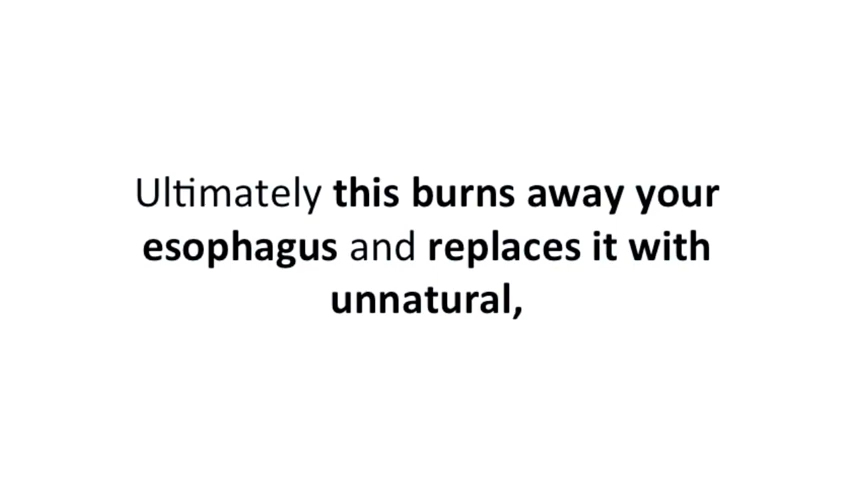 Ultimately this burns away your
esophagus and replaces it with
unnatural,